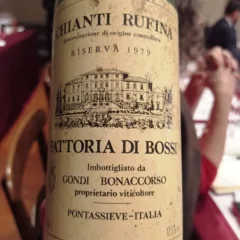 CHIANTI RUFINA
Denominazione di origine controllata
RISERVA 1979
FATTORIA DI BOSSI
Imbottigliato da
GONDI BONACCORSO
proprietario viticoltore
PONTASSIEVE-ITALIA